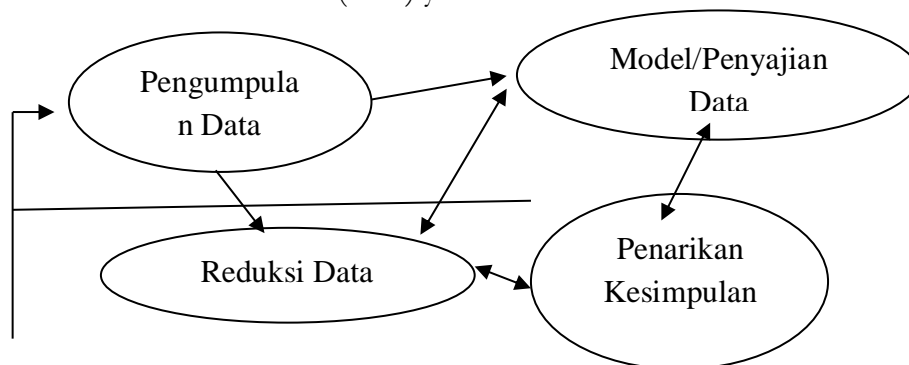 Pengumpula
n Data
Model/Penyajian
Data
Reduksi Data
Penarikan
Kesimpulan